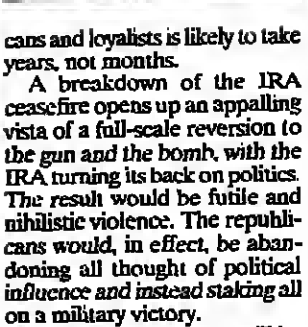 cans and loyalists is likely to take
years, not months.
A breakdown of the IRA
ceasefire opens up an appalling
vista of a full-scale reversion to
the gun and the bomb, with the
IRA turning its back on politics.
The result would be futile and
nihilistic violence. The republi-
cans would, in effect, be aban-
doning all thought of political
influence and instead staking all
on a military victory.